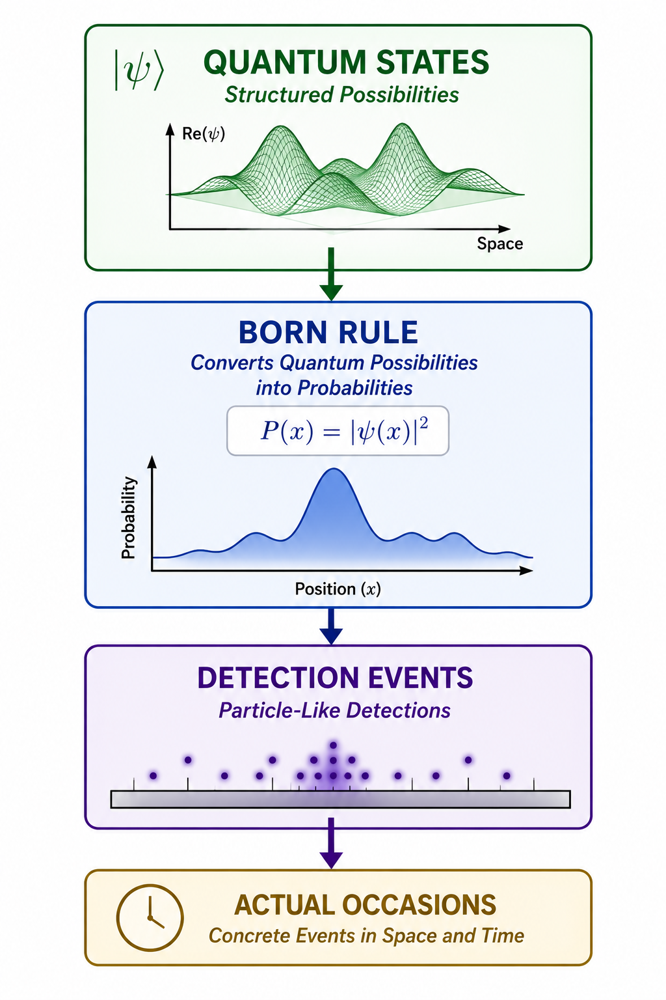 |ψ⟩
QUANTUM STATES
Structured Possibilities
Re(ψ)
Space
BORN RULE
Converts Quantum Possibilities
into Probabilities
P(x) = |ψ(x)|²
Probability
Position (x)
DETECTION EVENTS
Particle-Like Detections
ACTUAL OCCASIONS
Concrete Events in Space and Time